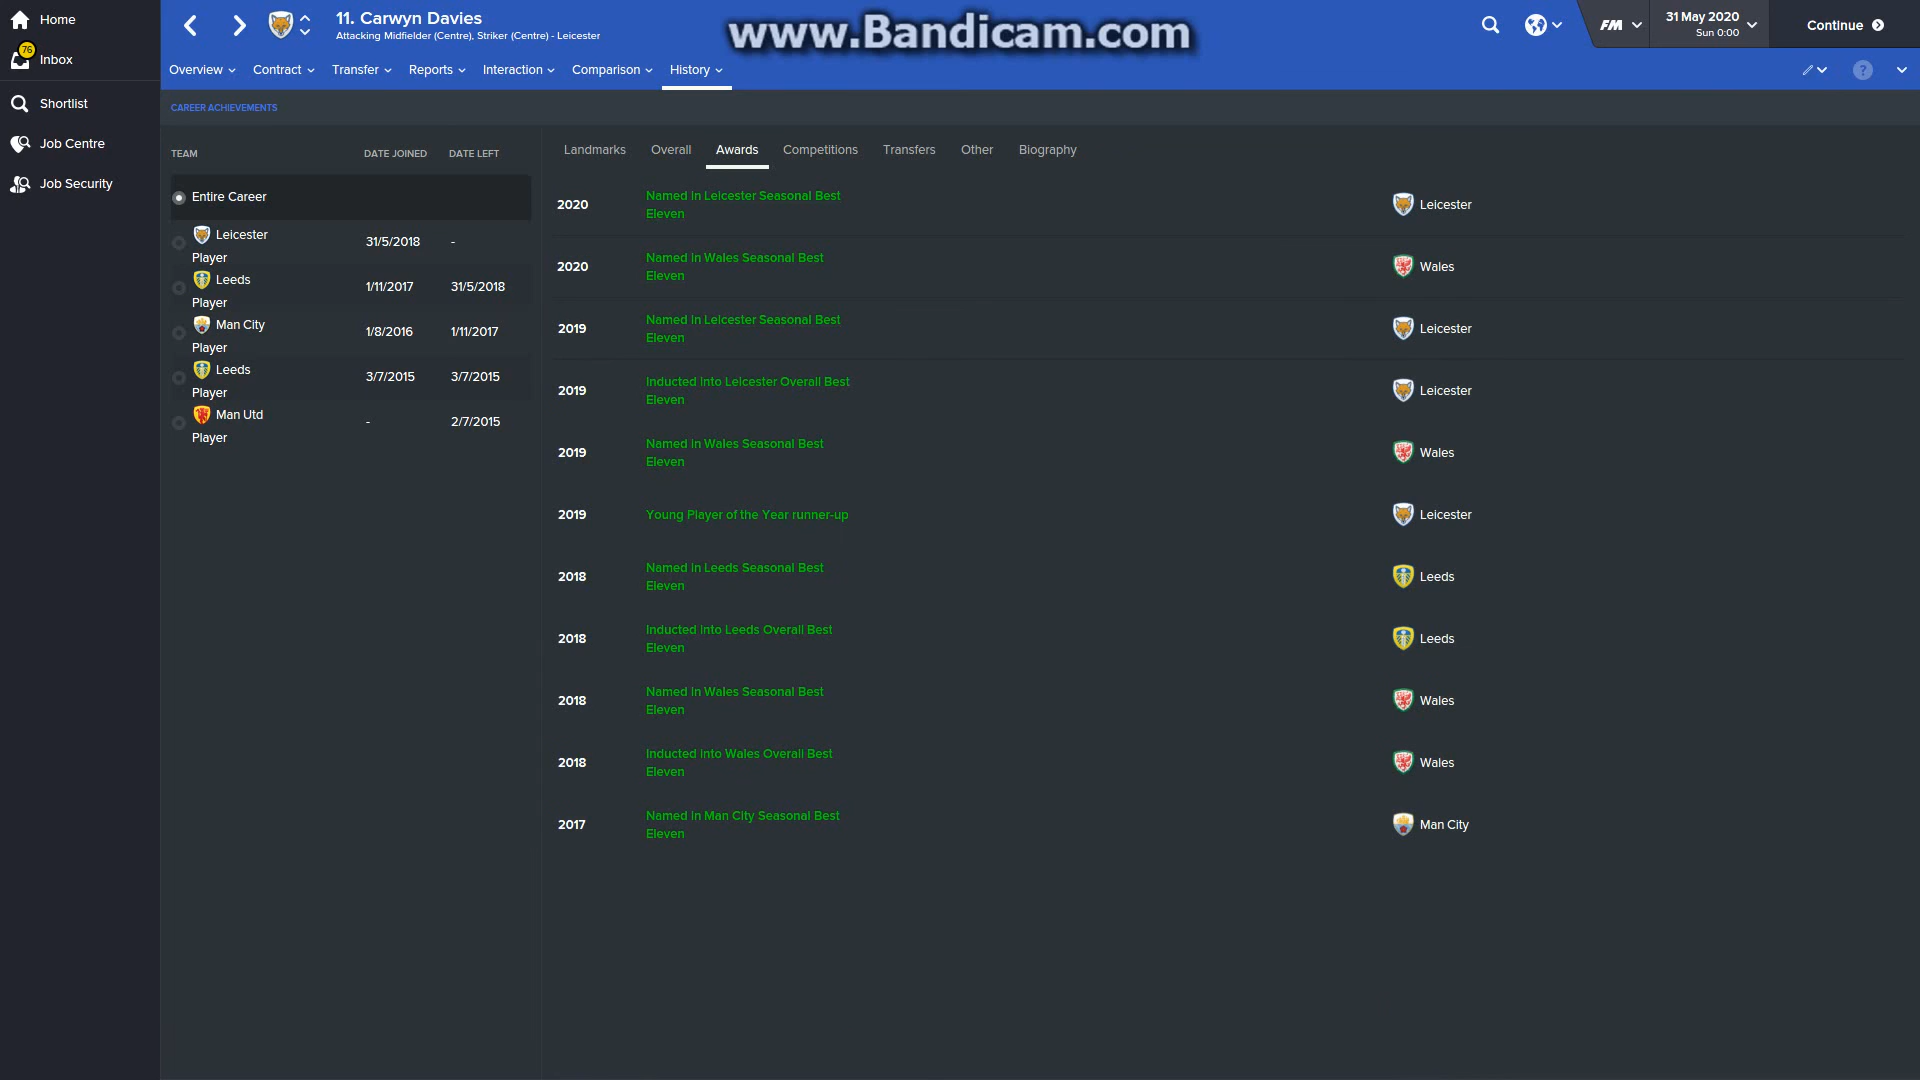 Home
76
Inbox
Shortlist
Job Centre
Job Security
11. Carwyn Davies
Attacking Midfielder (Centre), Striker (Centre) - Leicester
www.Bandicam.com
FM
31 May 2020
Sun 0:00
Continue
Overview
Contract
Transfer
Reports
Interaction
Comparison
History
?
CAREER ACHIEVEMENTS
TEAM DATE JOINED DATE LEFT
Entire Career
Leicester
Player
31/5/2018 -
Leeds
Player
1/11/2017 31/5/2018
Man City
Player
1/8/2016 1/11/2017
Leeds
Player
3/7/2015 3/7/2015
Man Utd
Player
- 2/7/2015
Landmarks Overall Awards Competitions Transfers Other Biography
2020
Named In Leicester Seasonal Best
Eleven
Leicester
2020
Named In Wales Seasonal Best
Eleven
Wales
2019
Named In Leicester Seasonal Best
Eleven
Leicester
2019
Inducted Into Leicester Overall Best
Eleven
Leicester
2019
Named In Wales Seasonal Best
Eleven
Wales
2019
Young Player of the Year runner-up
Leicester
2018
Named In Leeds Seasonal Best
Eleven
Leeds
2018
Inducted Into Leeds Overall Best
Eleven
Leeds
2018
Named In Wales Seasonal Best
Eleven
Wales
2018
Inducted Into Wales Overall Best
Eleven
Wales
2017
Named In Man City Seasonal Best
Eleven
Man City